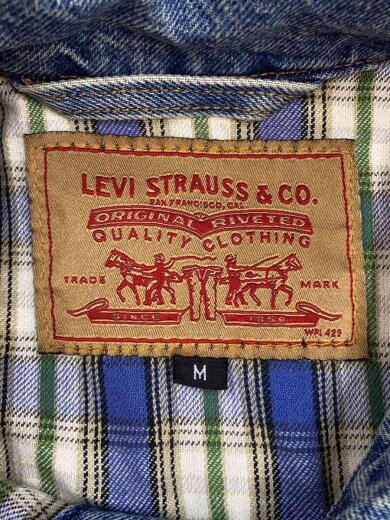 LEVI STRAUSS & CO.
SAN FRANCISCO, CAL.
ORIGINAL RIVETED
QUALITY CLOTHING
TRADE MARK
SINCE 1850
WPL 423
M